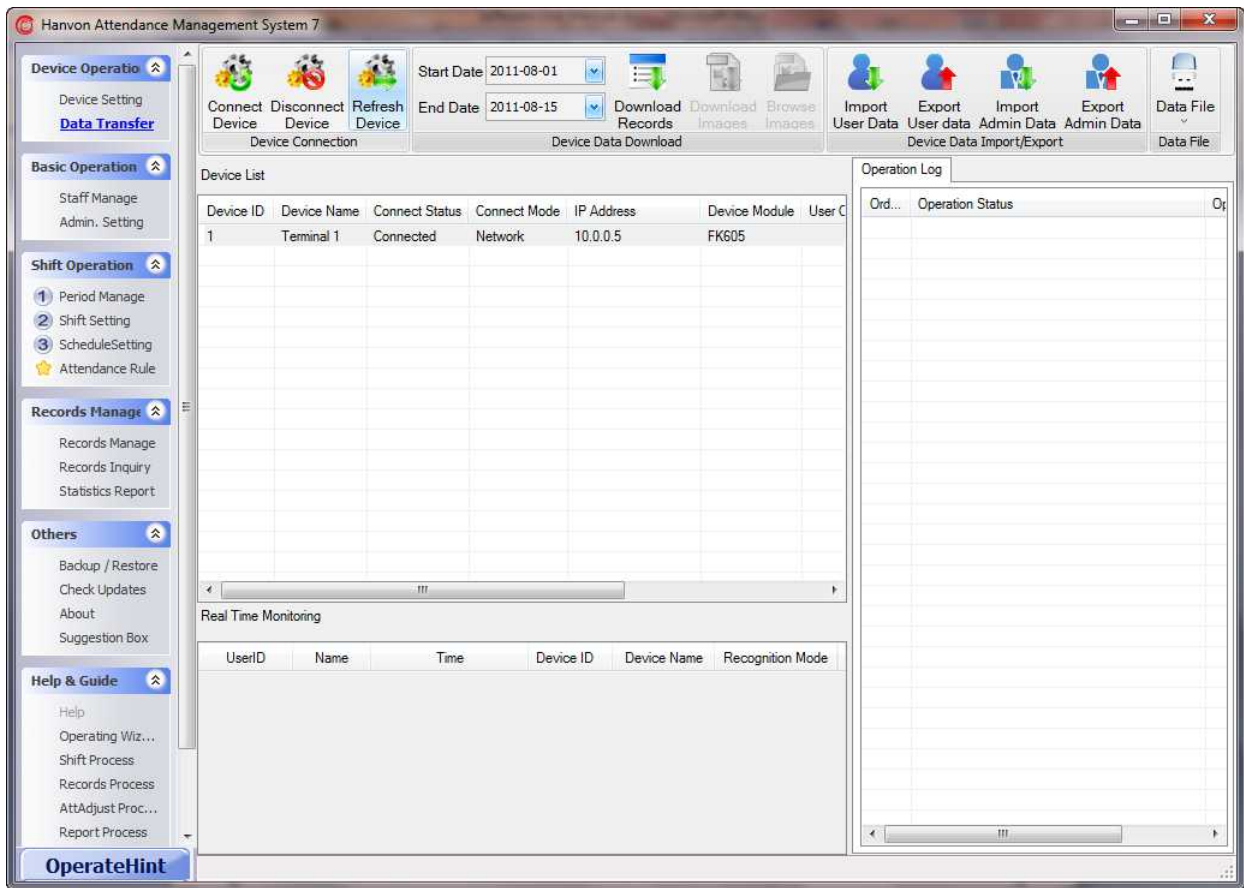 Hanvon Attendance Management System 7
Device Operatio
Device Setting
Data Transfer
Basic Operation
Staff Manage
Admin. Setting
Shift Operation
1 Period Manage
2 Shift Setting
3 ScheduleSetting
Attendance Rule
Records Manage
Records Manage
Records Inquiry
Statistics Report
Others
Backup / Restore
Check Updates
About
Suggestion Box
Help & Guide
Help
Operating Wiz...
Shift Process
Records Process
AttAdjust Proc...
Report Process
OperateHint
Connect Device
Disconnect Device
Refresh Device
Device Connection
Start Date 2011-08-01
End Date 2011-08-15
Download Records
Download Images
Browse Images
Device Data Download
Import User Data
Export User data
Import Admin Data
Export Admin Data
Device Data Import/Export
Data File
Data File
Device List
Device ID Device Name Connect Status Connect Mode IP Address Device Module User C
1 Terminal 1 Connected Network 10.0.0.5 FK605
Real Time Monitoring
UserID Name Time Device ID Device Name Recognition Mode
Operation Log
Ord... Operation Status Op